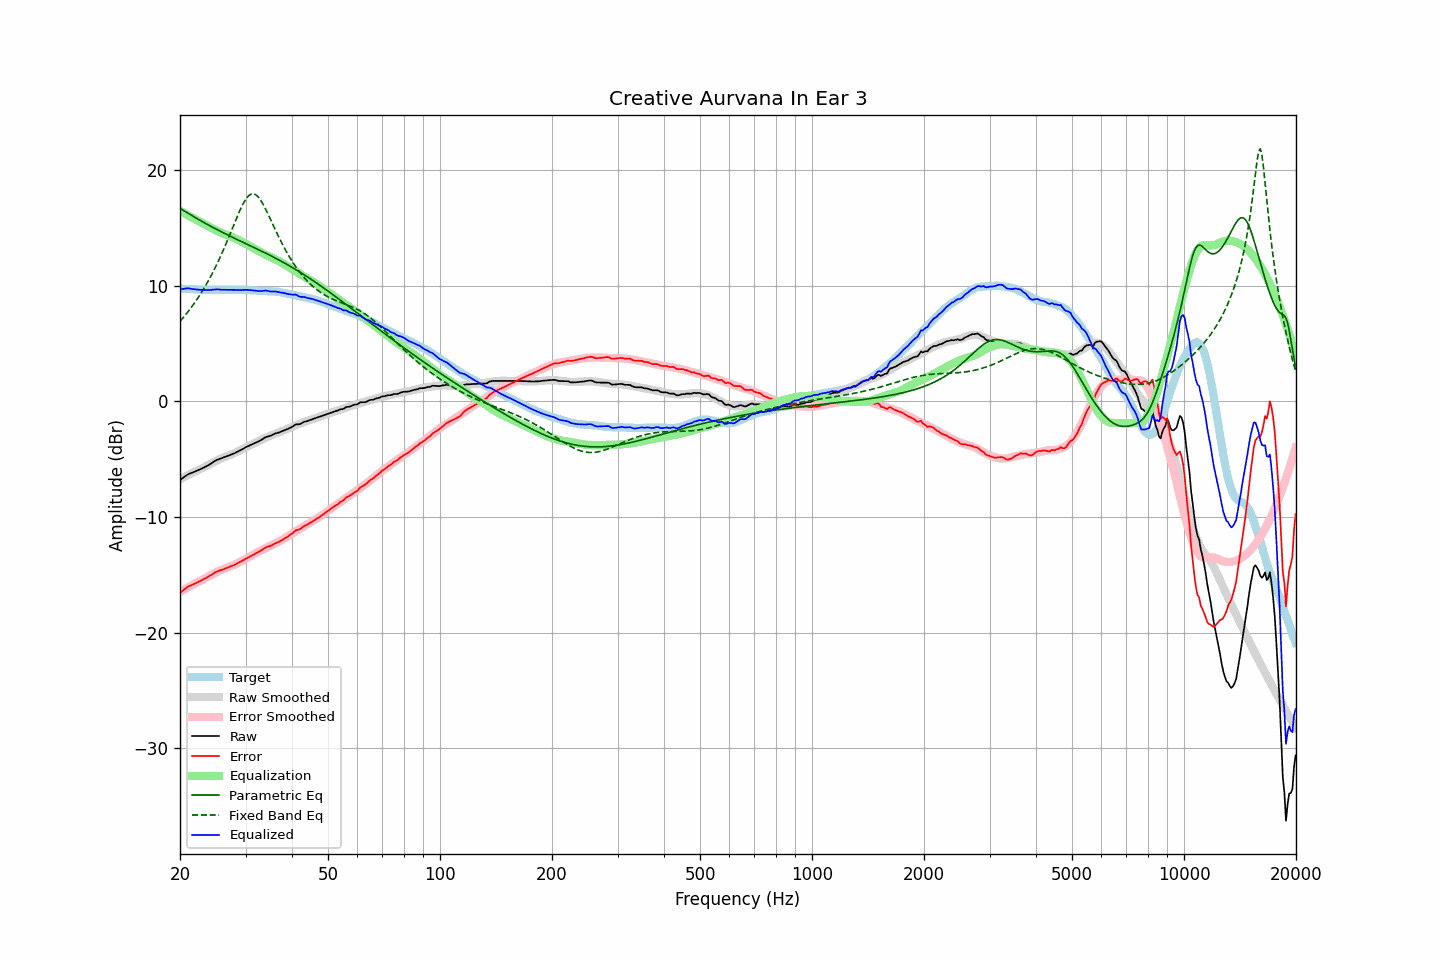 Creative Aurvana In Ear 3
Amplitude (dBr)
20
10
0
−10
−20
−30
Target
Raw Smoothed
Error Smoothed
Raw
Error
Equalization
Parametric Eq
Fixed Band Eq
Equalized
20 50 100 200 500 1000 2000 5000 10000 20000
Frequency (Hz)